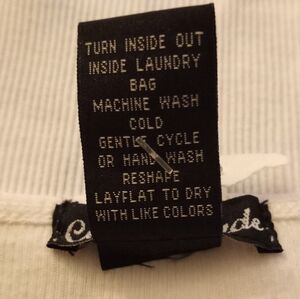 TURN INSIDE OUT
INSIDE LAUNDRY
BAG
MACHINE WASH
COLD
GENTLE CYCLE
OR HAND WASH
RESHAPE
LAYFLAT TO DRY
WITH LIKE COLORS